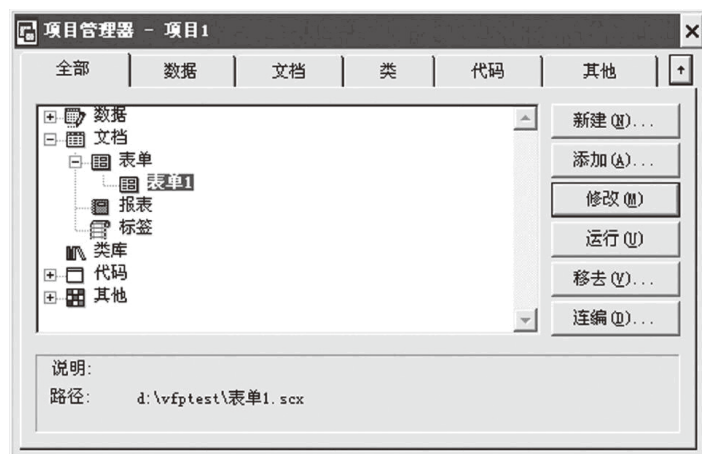 项目管理器 - 项目1
全部 数据 文档 类 代码 其他
数据
文档
表单
表单1
报表
标签
类库
代码
其他
新建(N)...
添加(A)...
修改(M)
运行(U)
移去(V)...
连编(D)...
说明:
路径: d:\vfptest\表单1.scx